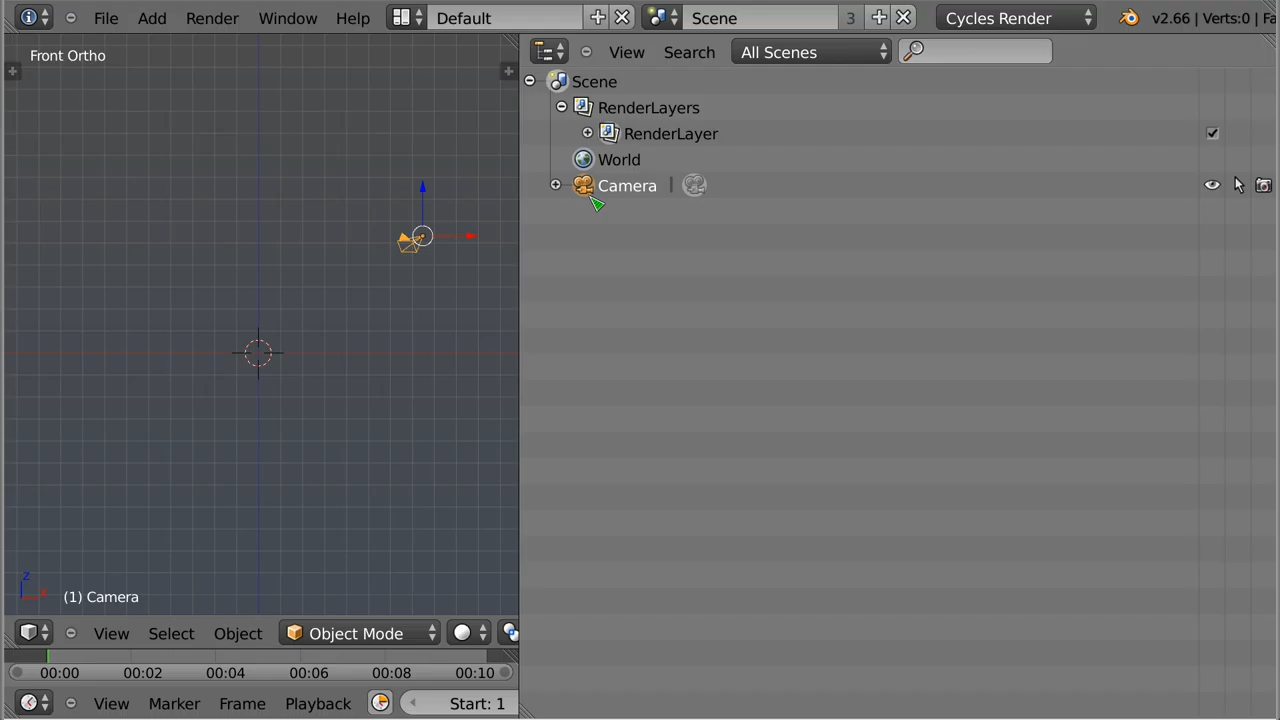 File Add Render Window Help Default Scene 3 Cycles Render v2.66 | Verts:0 | Fa
Front Ortho
View Search All Scenes
Scene
RenderLayers
RenderLayer
World
Camera
z
x
(1) Camera
View Select Object Object Mode
00:00 00:02 00:04 00:06 00:08 00:10
View Marker Frame Playback Start: 1